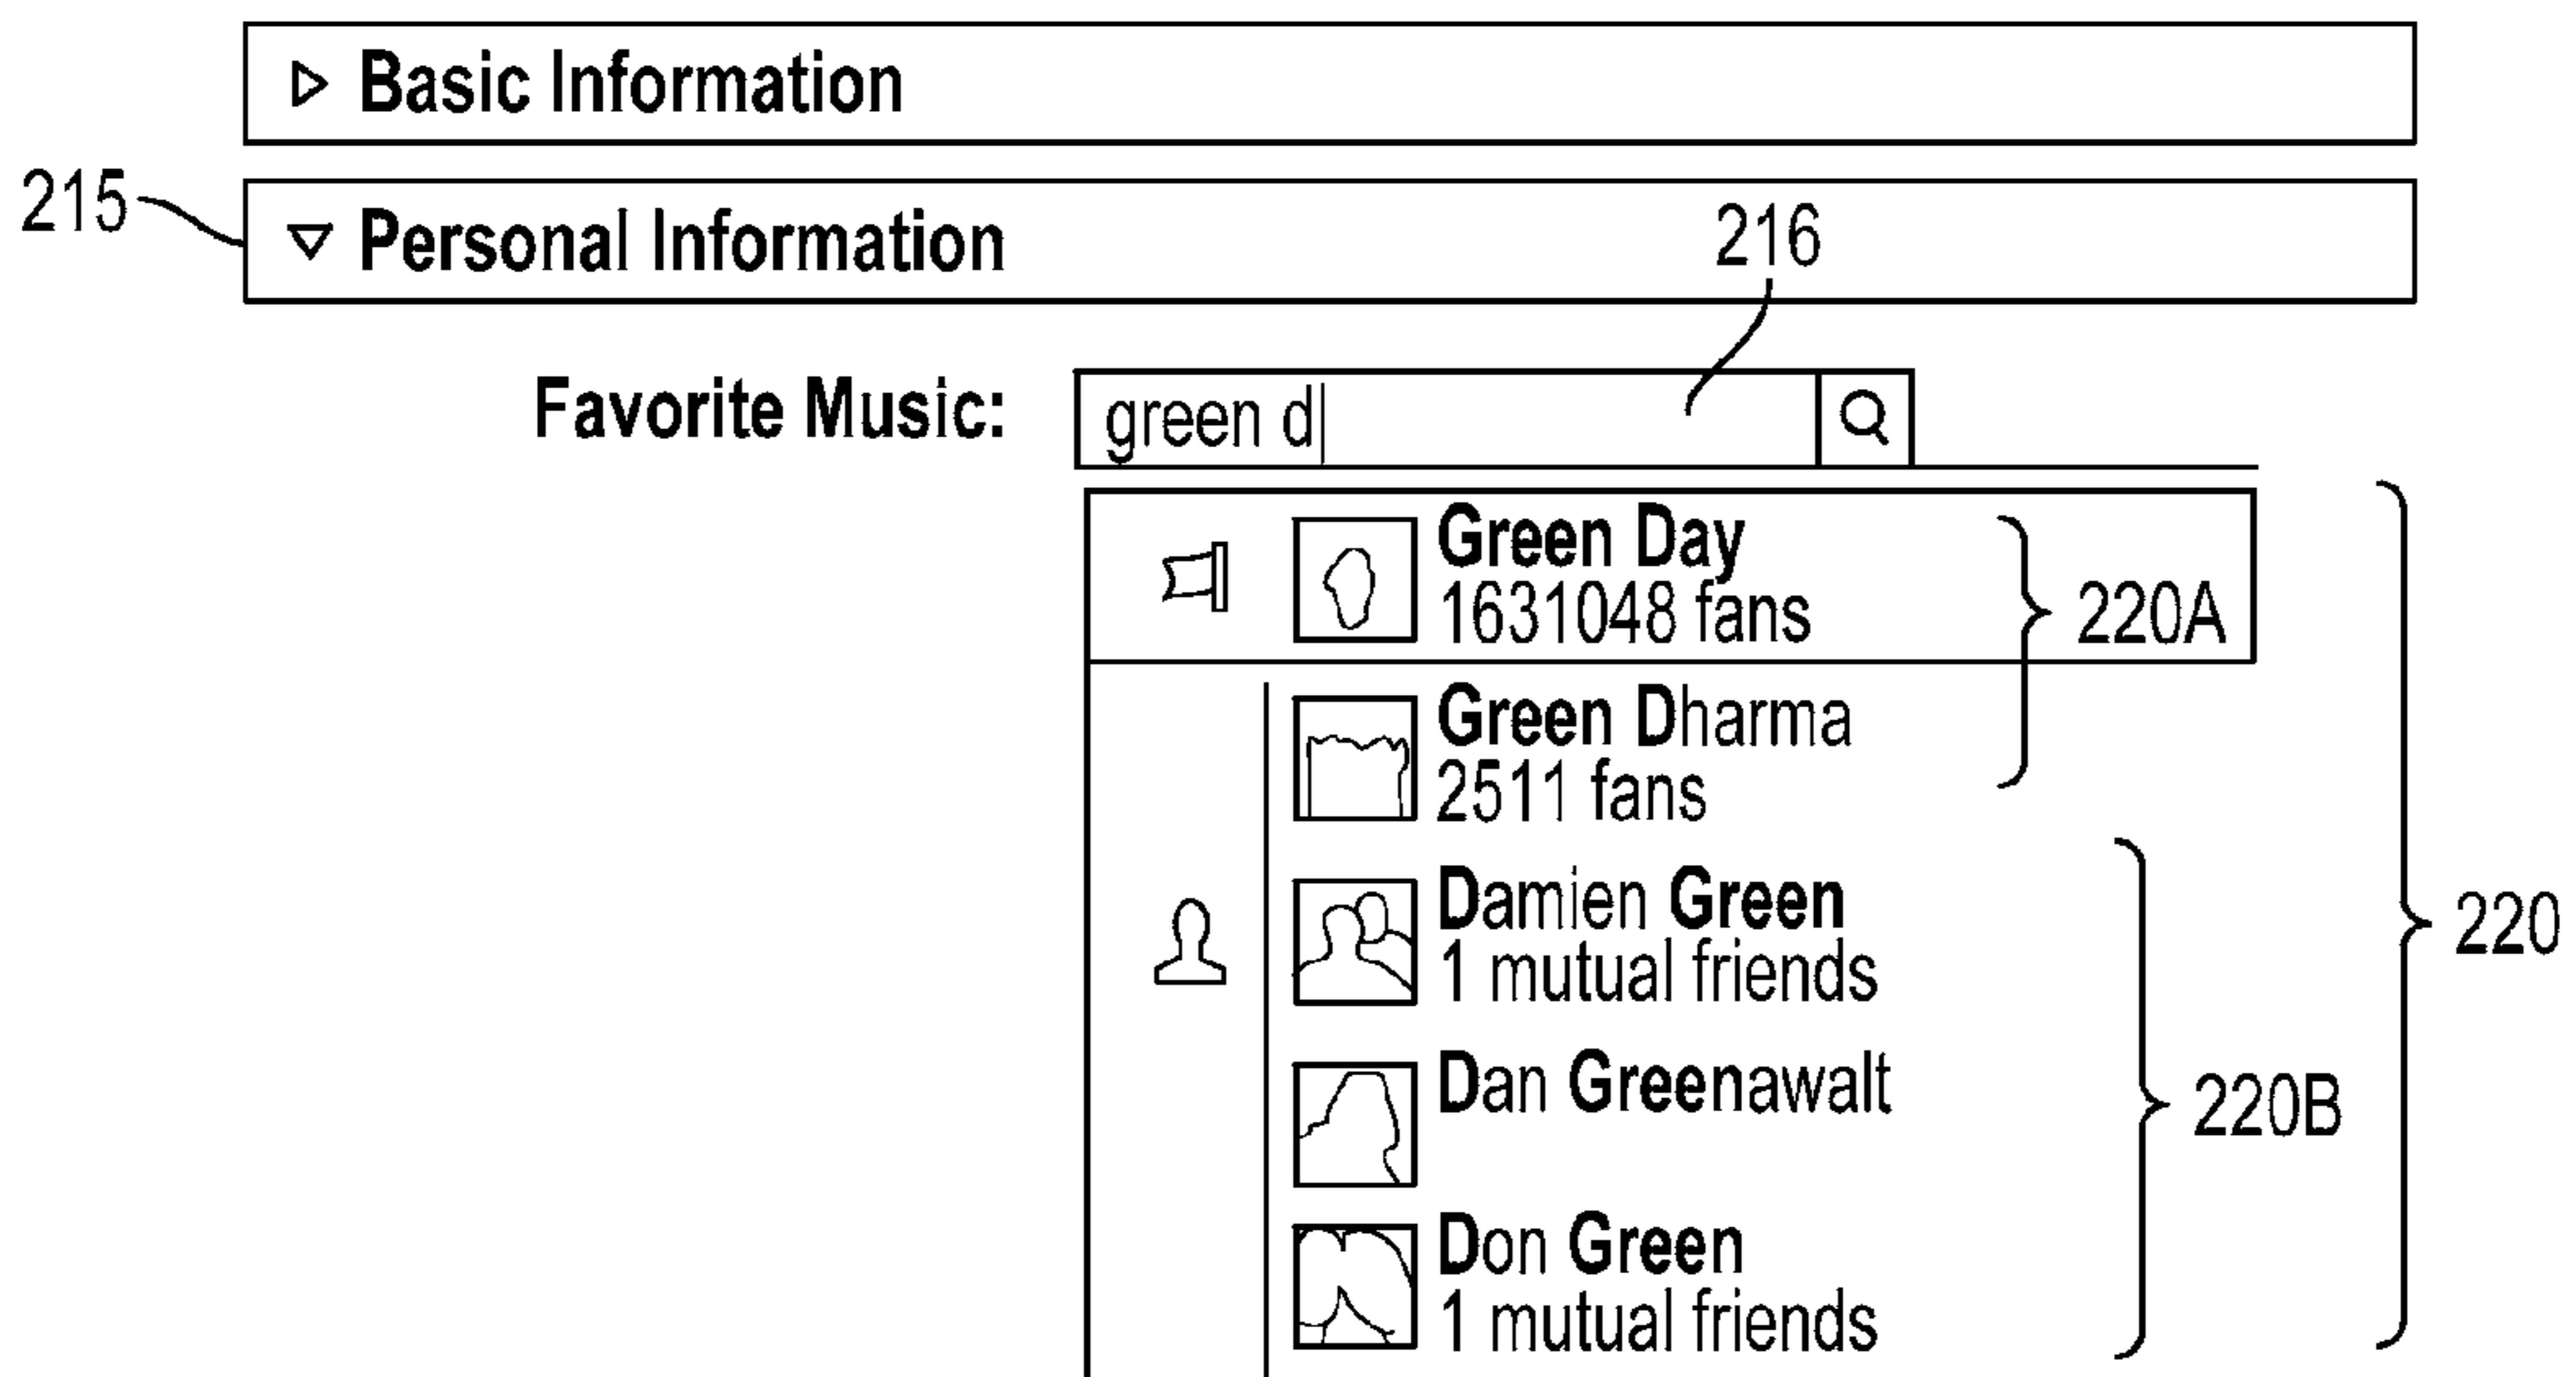 Basic Information
215
Personal Information
216
Favorite Music:
green d
Green Day
1631048 fans
220A
Green Dharma
2511 fans
Damien Green
1 mutual friends
220
Dan Greenawalt
220B
Don Green
1 mutual friends